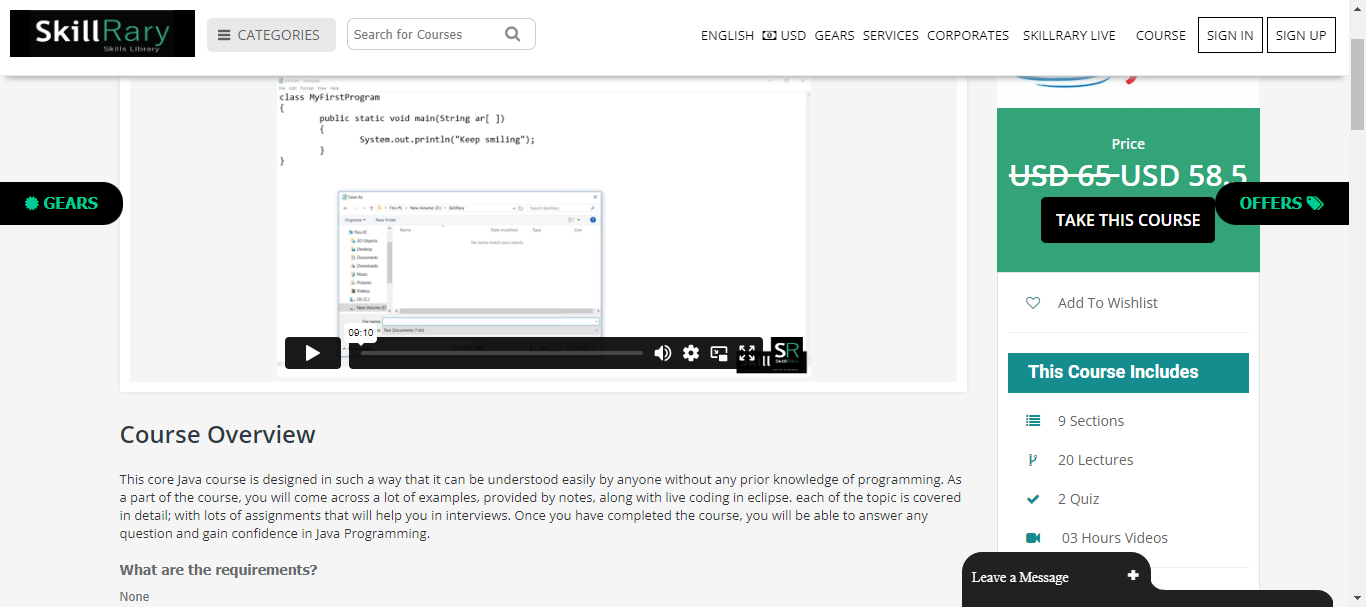 SkillRary
Skills Library
CATEGORIES
Search for Courses
ENGLISH USD GEARS SERVICES CORPORATES SKILLRARY LIVE COURSE SIGN IN SIGN UP
Untitled - Notepad
File Edit Format View Help
class MyFirstProgram
{
public static void main(String ar[ ])
{
System.out.println("Keep smiling");
}
}
Save As
This PC New Volume (D:) SkillRary Search SkillRary
Organize New folder
Name Date modified Type Size
No items match your search.
This PC
3D Objects
Desktop
Documents
Downloads
Music
Pictures
Videos
OS (C:)
New Volume (D
File name:
Text Documents (*.txt)
09:10
SR
GEARS
Price
USD 65 USD 58.5
TAKE THIS COURSE
OFFERS
Add To Wishlist
This Course Includes
9 Sections
20 Lectures
2 Quiz
03 Hours Videos
Course Overview
This core Java course is designed in such a way that it can be understood easily by anyone without any prior knowledge of programming. As
a part of the course, you will come across a lot of examples, provided by notes, along with live coding in eclipse. each of the topic is covered
in detail; with lots of assignments that will help you in interviews. Once you have completed the course, you will be able to answer any
question and gain confidence in Java Programming.
What are the requirements?
None
Leave a Message